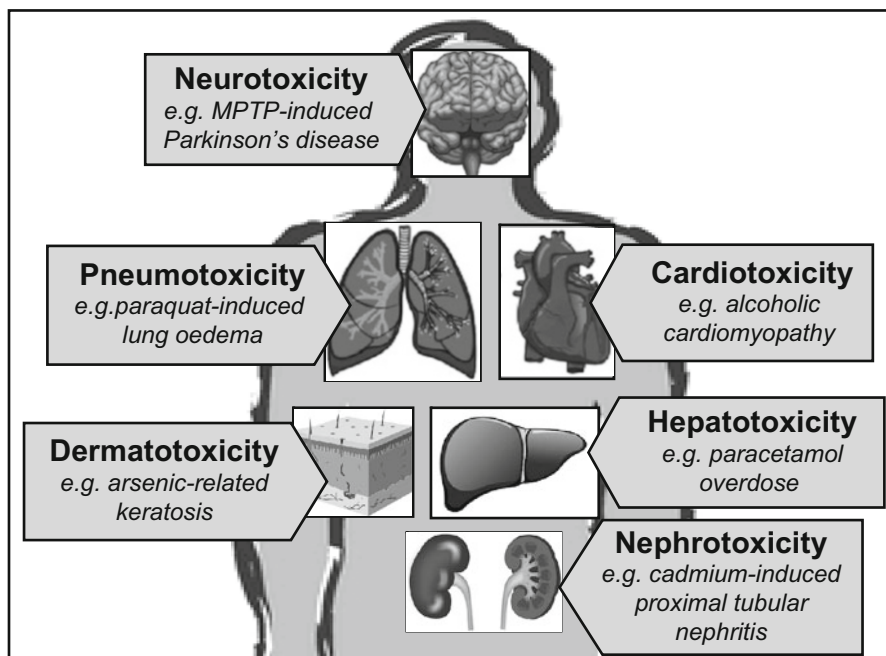 Neurotoxicity
e.g. MPTP-induced
Parkinson's disease
Pneumotoxicity
e.g.paraquat-induced
lung oedema
Cardiotoxicity
e.g. alcoholic
cardiomyopathy
Dermatotoxicity
e.g. arsenic-related
keratosis
Hepatotoxicity
e.g. paracetamol
overdose
Nephrotoxicity
e.g. cadmium-induced
proximal tubular
nephritis